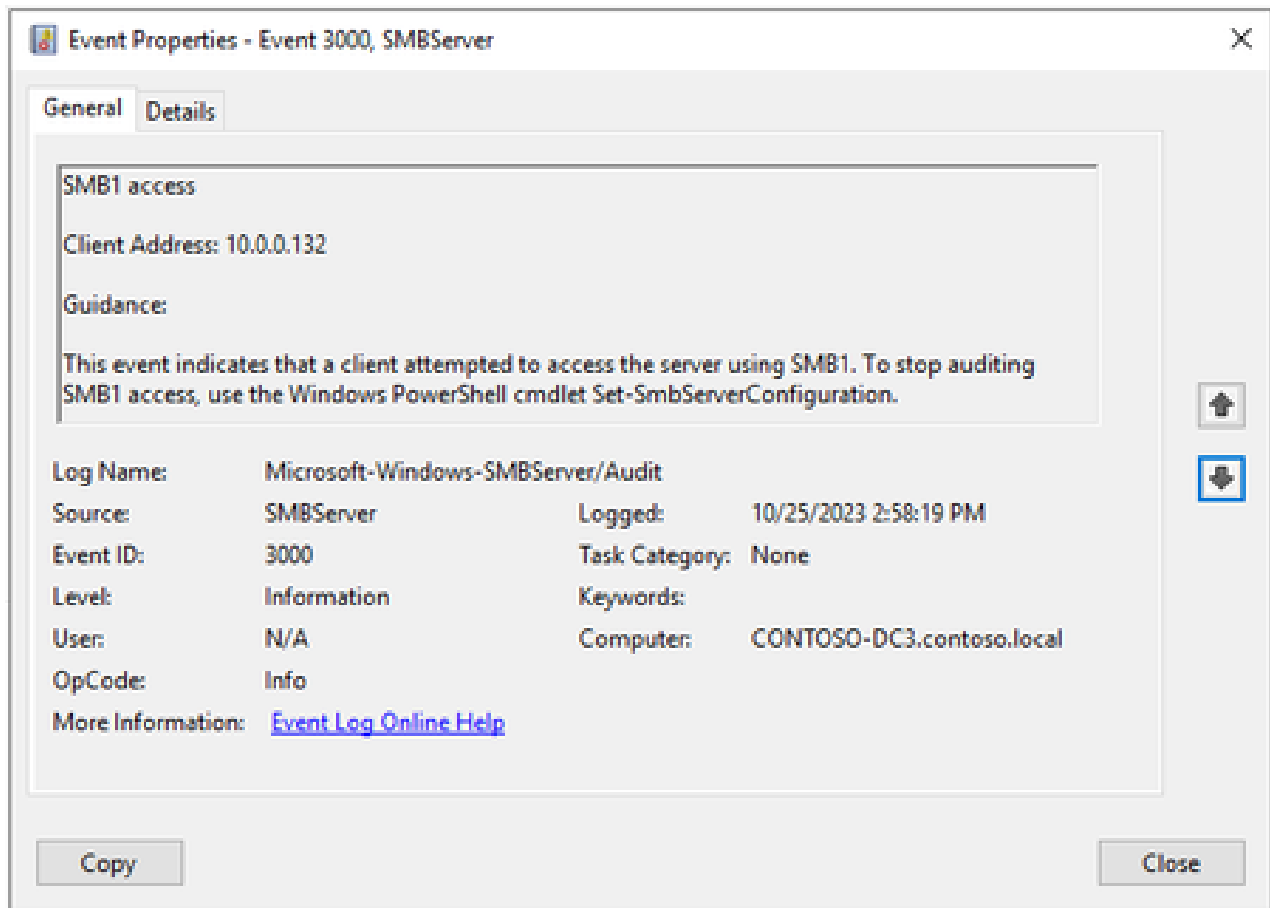 Event Properties - Event 3000, SMBServer
General Details
SMB1 access
Client Address: 10.0.0.132
Guidance:
This event indicates that a client attempted to access the server using SMB1. To stop auditing
SMB1 access, use the Windows PowerShell cmdlet Set-SmbServerConfiguration.
Log Name: Microsoft-Windows-SMBServer/Audit
Source: SMBServer Logged: 10/25/2023 2:58:19 PM
Event ID: 3000 Task Category: None
Level: Information Keywords:
User: N/A Computer: CONTOSO-DC3.contoso.local
OpCode: Info
More Information: Event Log Online Help
Copy Close